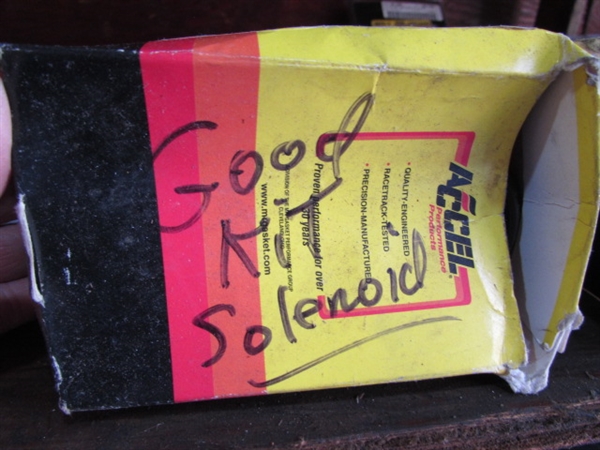 Good
Solenoid
ACCEL
Performance
Products
• QUALITY-ENGINEERED
• RACETRACK-TESTED
• PRECISION-MANUFACTURED
Proven performance for over
30 years
www.mrgasket.com